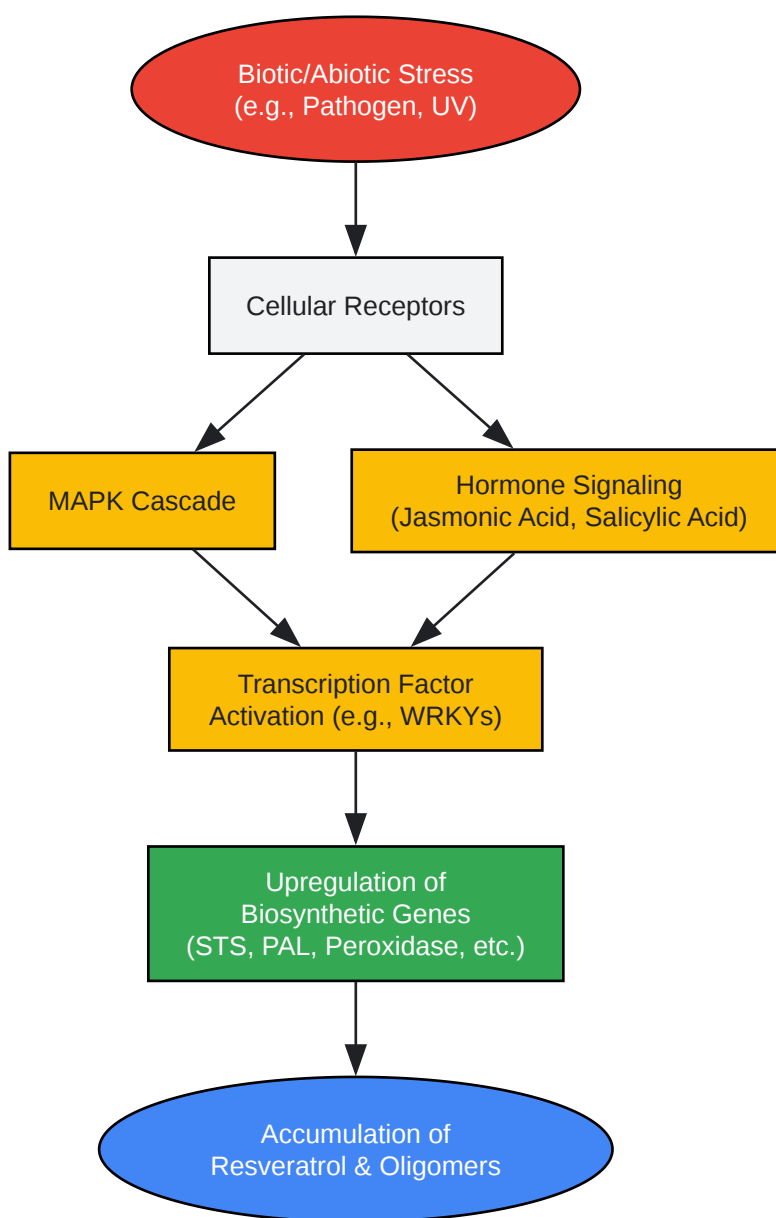 Biotic/Abiotic Stress
(e.g., Pathogen, UV)
Cellular Receptors
MAPK Cascade
Hormone Signaling
(Jasmonic Acid, Salicylic Acid)
Transcription Factor
Activation (e.g., WRKYs)
Upregulation of
Biosynthetic Genes
(STS, PAL, Peroxidase, etc.)
Accumulation of
Resveratrol & Oligomers